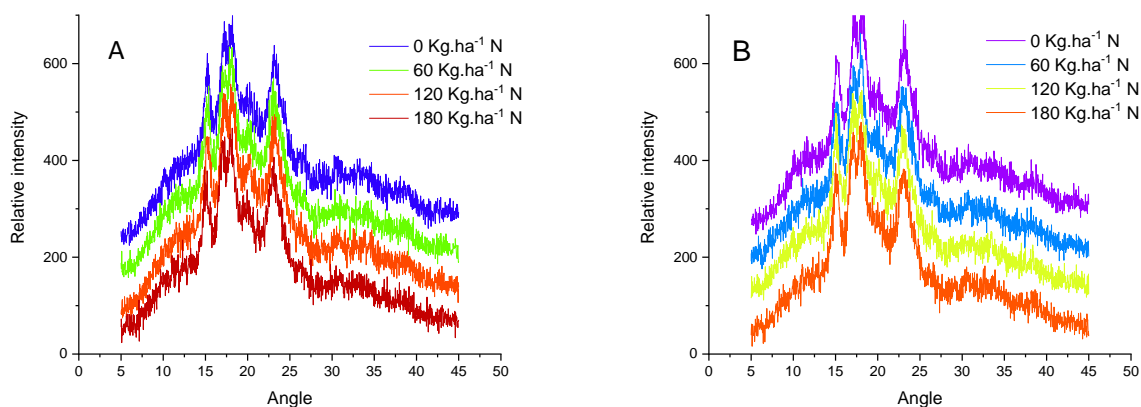 A
0 Kg.ha⁻¹ N
60 Kg.ha⁻¹ N
120 Kg.ha⁻¹ N
180 Kg.ha⁻¹ N
Relative intensity
600
400
200
0
0 5 10 15 20 25 30 35 40 45 50
Angle
B
0 Kg.ha⁻¹ N
60 Kg.ha⁻¹ N
120 Kg.ha⁻¹ N
180 Kg.ha⁻¹ N
Relative intensity
600
400
200
0
0 5 10 15 20 25 30 35 40 45 50
Angle